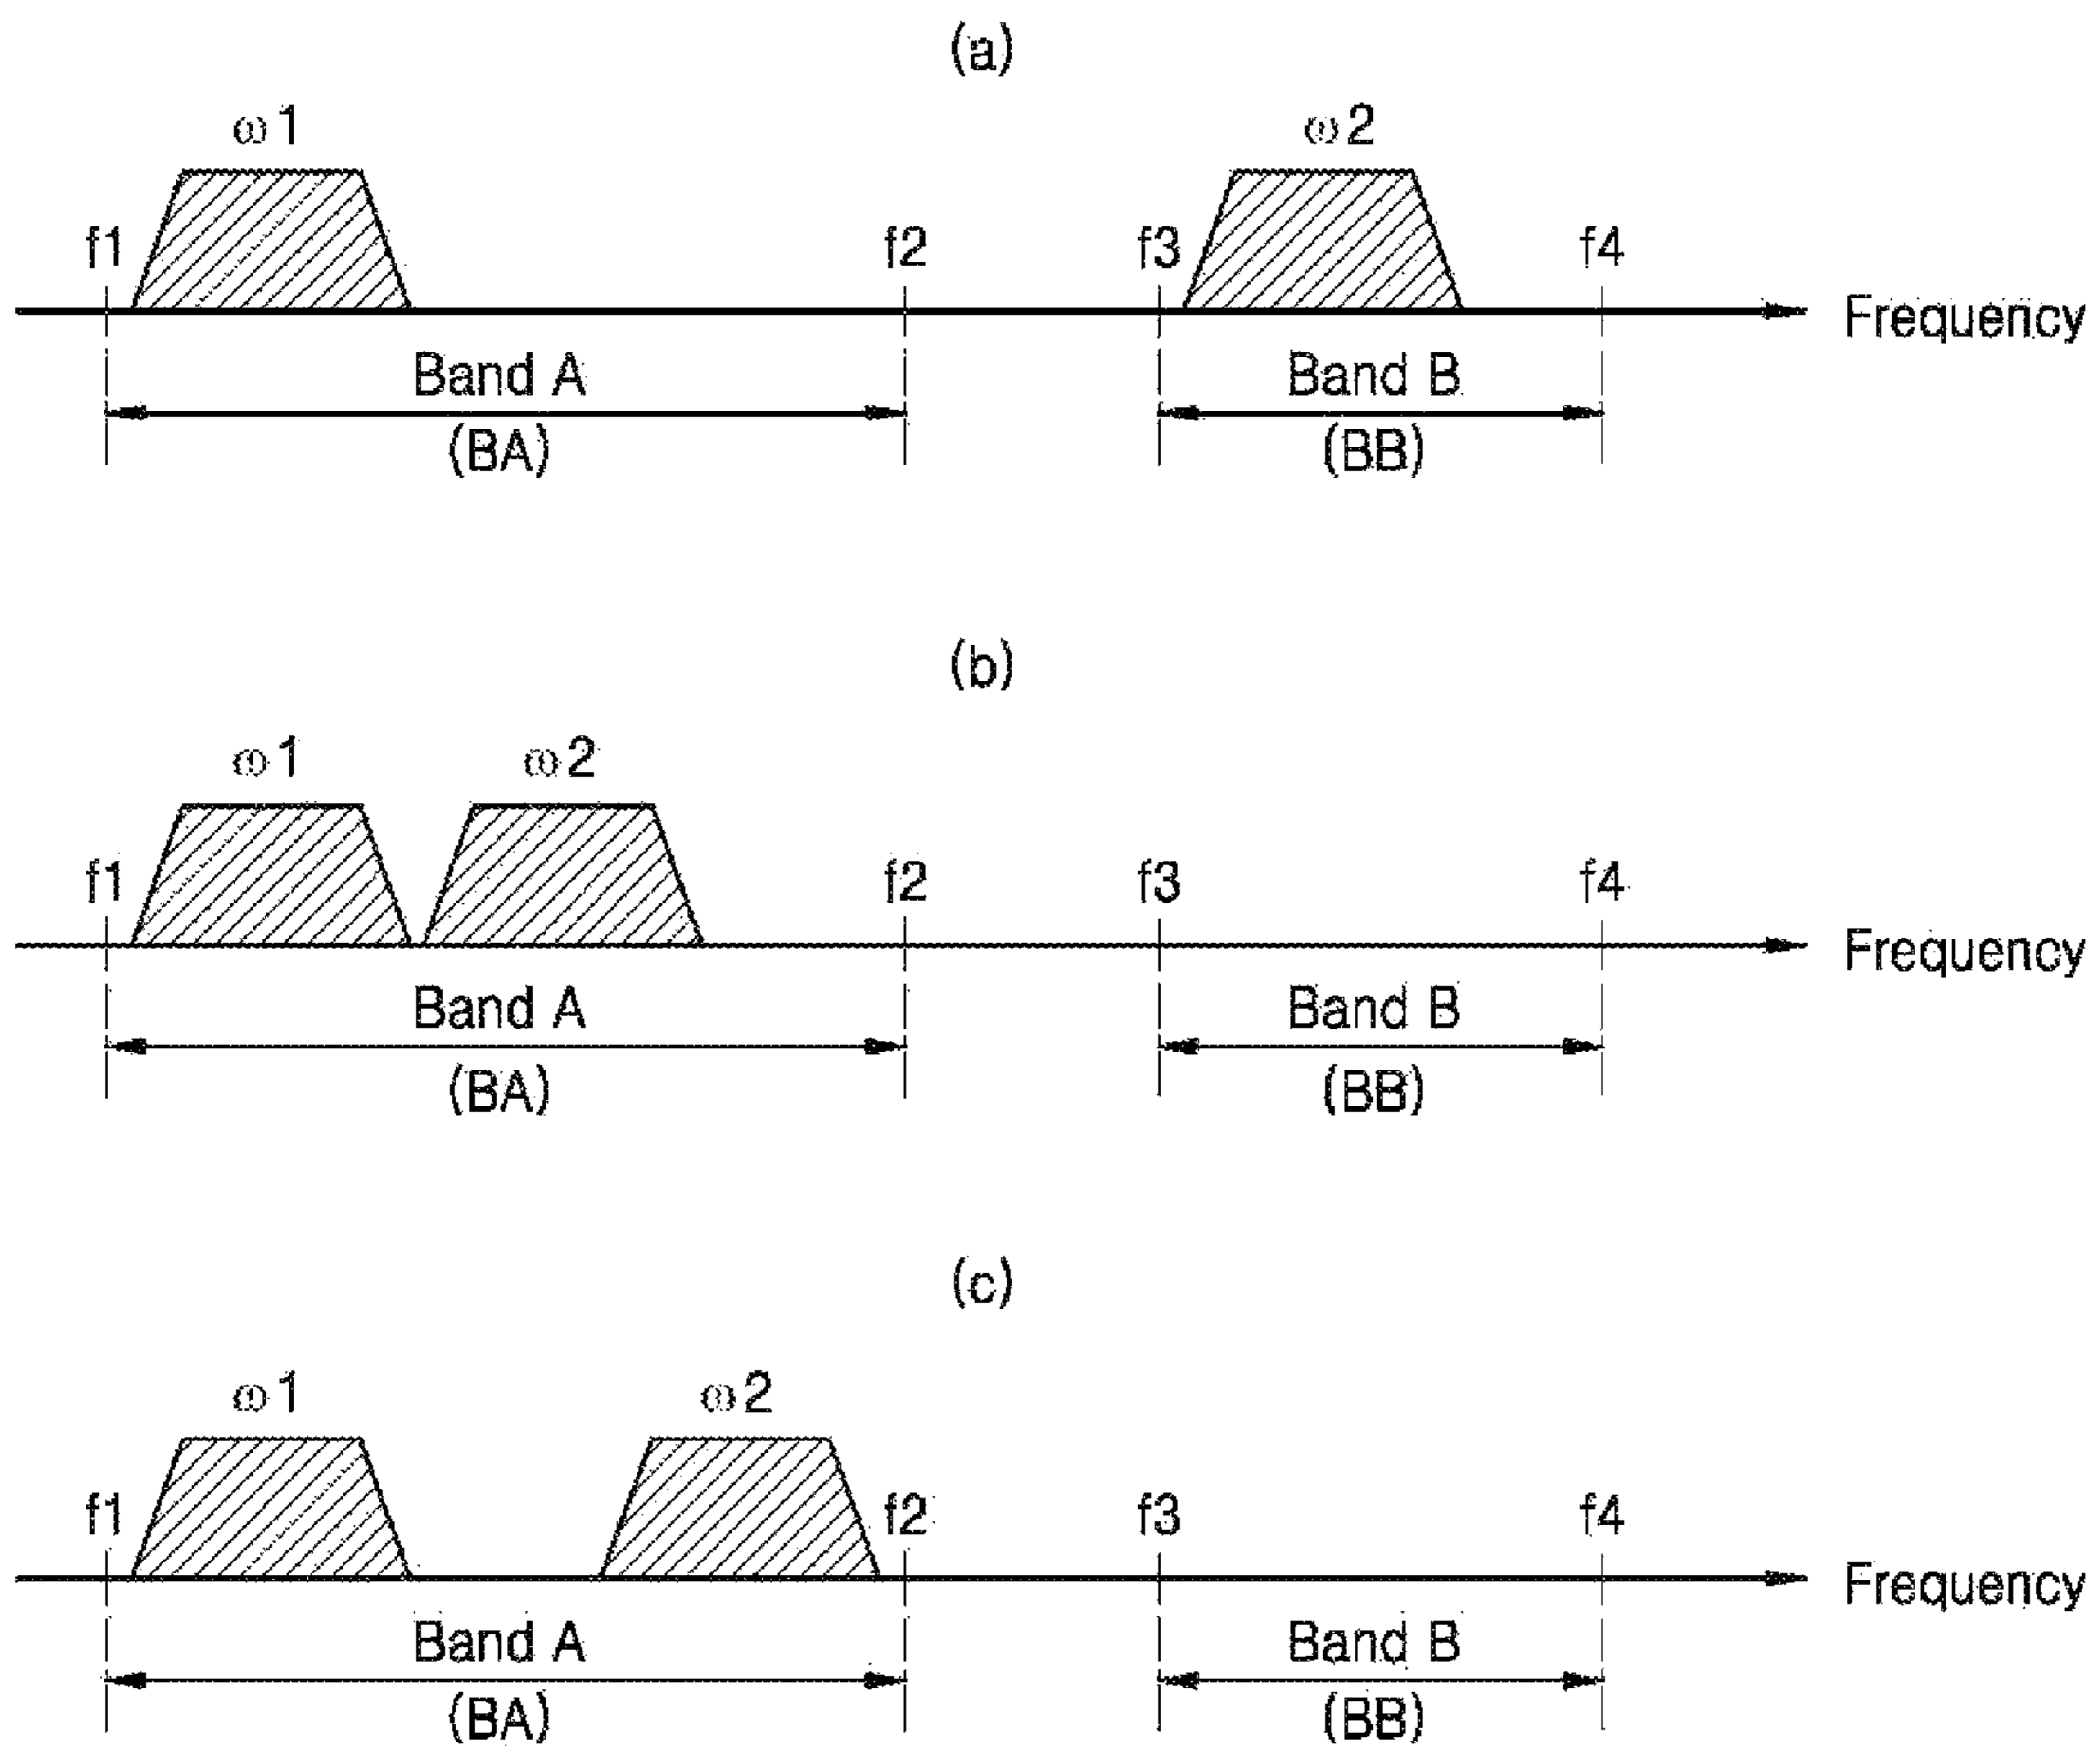 (a)
ω1 ω2
f1 f2 f3 f4
Frequency
Band A Band B
(BA) (BB)
(b)
ω1 ω2
f1 f2 f3 f4
Frequency
Band A Band B
(BA) (BB)
(c)
ω1 ω2
f1 f2 f3 f4
Frequency
Band A Band B
(BA) (BB)